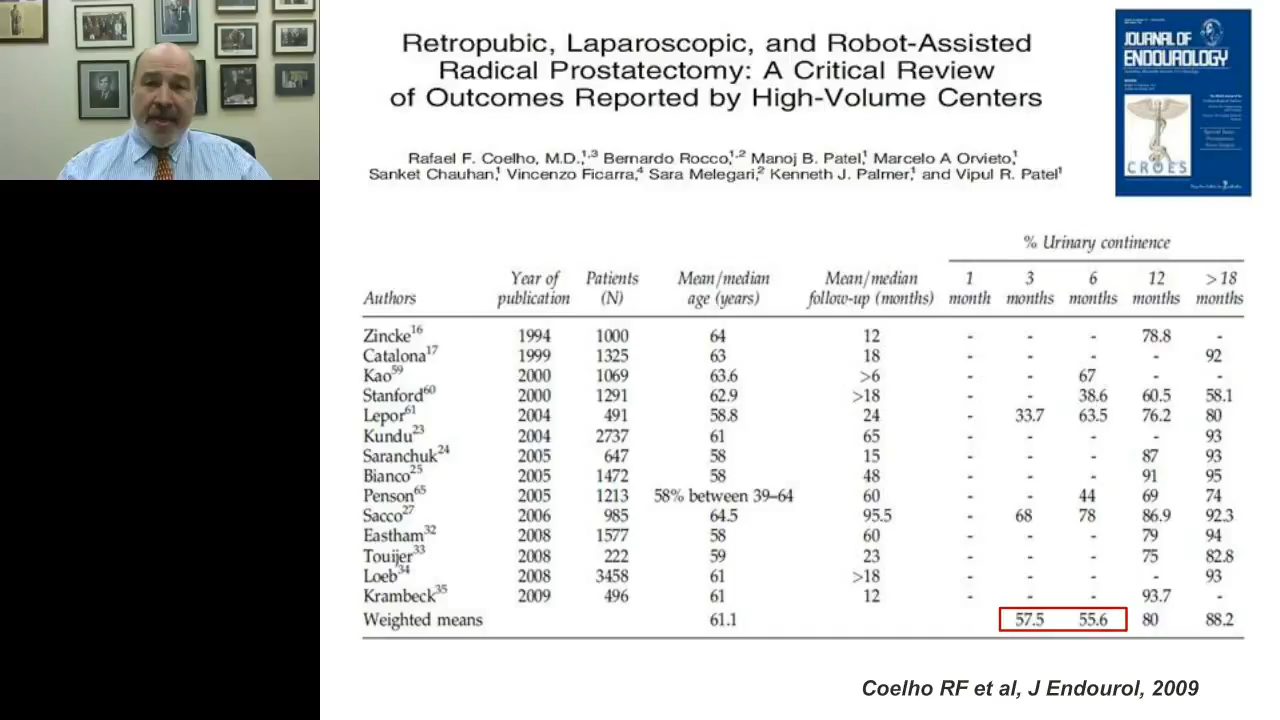 Retropubic, Laparoscopic, and Robot-Assisted
Radical Prostatectomy: A Critical Review
of Outcomes Reported by High-Volume Centers
JOURNAL OF
ENDOUROLOGY
CROES
Rafael F. Coelho, M.D.,1,3 Bernardo Rocco,1,2 Manoj B. Patel,1 Marcelo A Orvieto,1
Sanket Chauhan,1 Vincenzo Ficarra,4 Sara Melegari,2 Kenneth J. Palmer,1 and Vipul R. Patel1
% Urinary continence
Authors Year of publication Patients (N) Mean/median age (years) Mean/median follow-up (months) 1 month 3 months 6 months 12 months >18 months
Zincke16 1994 1000 64 12 - - - 78.8 -
Catalona17 1999 1325 63 18 - - - - 92
Kao59 2000 1069 63.6 >6 - - 67 - -
Stanford60 2000 1291 62.9 >18 - - 38.6 60.5 58.1
Lepor61 2004 491 58.8 24 - 33.7 63.5 76.2 80
Kundu23 2004 2737 61 65 - - - - 93
Saranchuk24 2005 647 58 15 - - - 87 93
Bianco25 2005 1472 58 48 - - - 91 95
Penson65 2005 1213 58% between 39–64 60 - - 44 69 74
Sacco27 2006 985 64.5 95.5 - 68 78 86.9 92.3
Eastham32 2008 1577 58 60 - - - 79 94
Touijer33 2008 222 59 23 - - - 75 82.8
Loeb34 2008 3458 61 >18 - - - - 93
Krambeck35 2009 496 61 12 - - - 93.7 -
Weighted means 61.1 57.5 55.6 80 88.2
Coelho RF et al, J Endourol, 2009